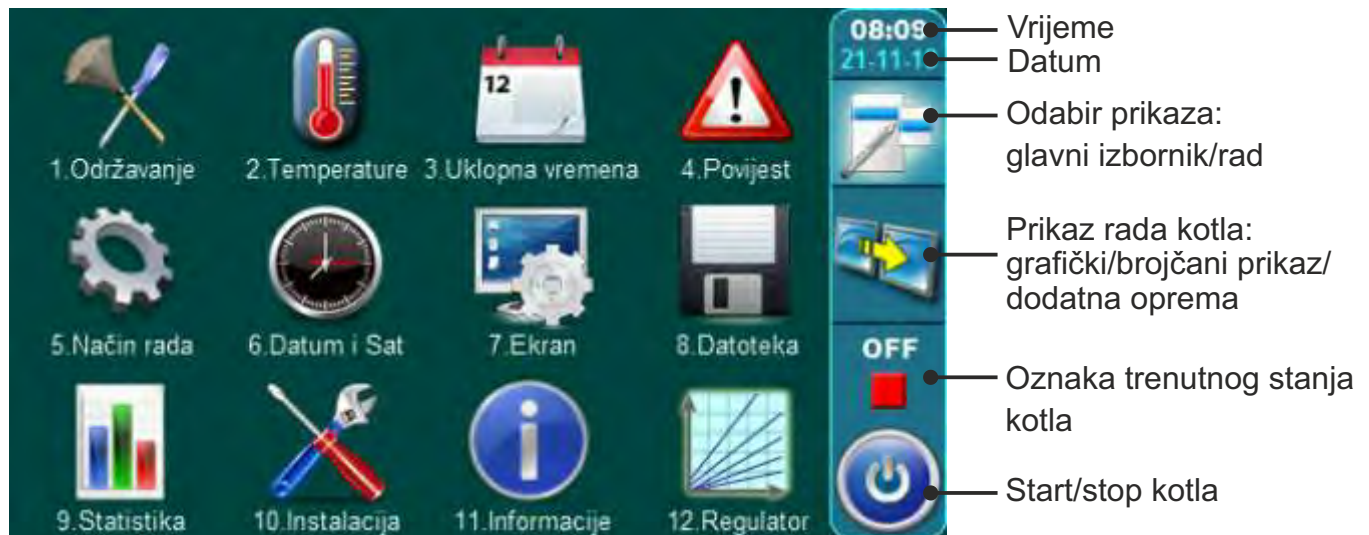 12
1.Održavanje
2.Temperature
3.Uklopna vremena
4.Povijest
5.Način rada
6.Datum i Sat
7.Ekran
8.Datoteka
9.Statistika
10.Instalacija
11.Informacije
12.Regulator
08:09
21-11-1
OFF
Vrijeme
Datum
Odabir prikaza:
glavni izbornik/rad
Prikaz rada kotla:
grafički/brojčani prikaz/
dodatna oprema
Oznaka trenutnog stanja
kotla
Start/stop kotla